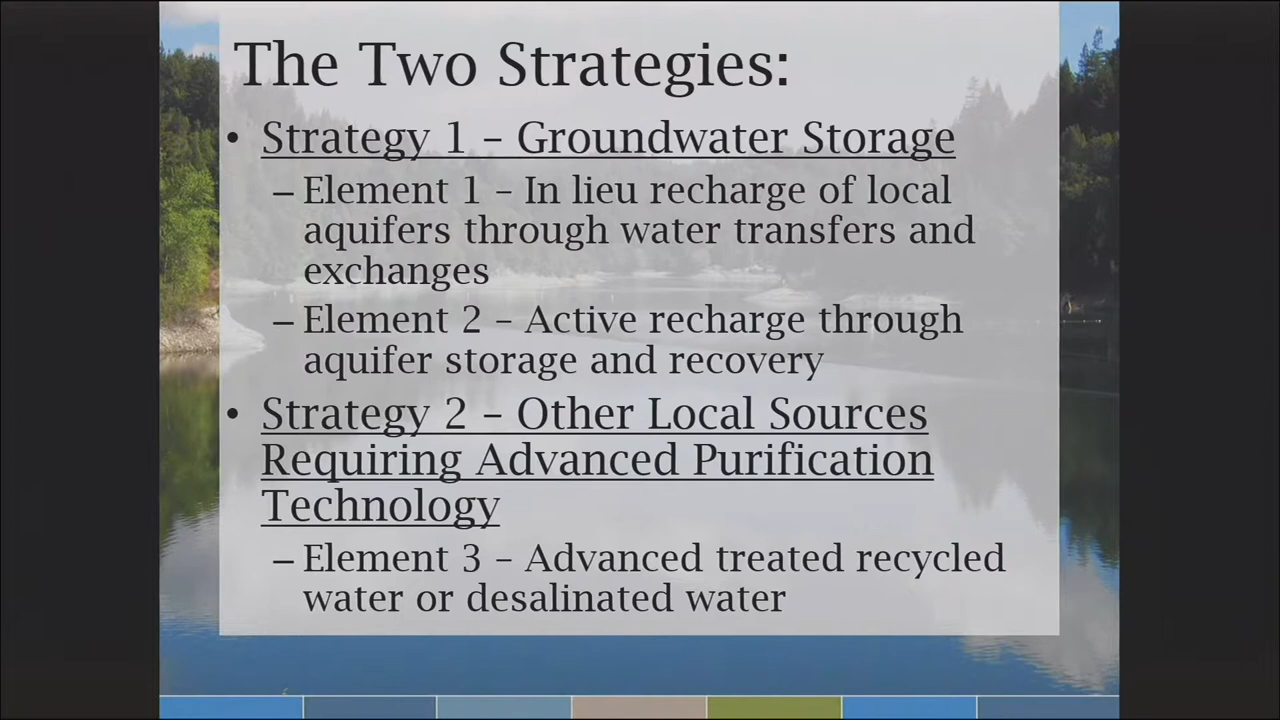 The Two Strategies:
• Strategy 1 – Groundwater Storage
– Element 1 – In lieu recharge of local
aquifers through water transfers and
exchanges
– Element 2 – Active recharge through
aquifer storage and recovery
• Strategy 2 – Other Local Sources
Requiring Advanced Purification
Technology
– Element 3 – Advanced treated recycled
water or desalinated water